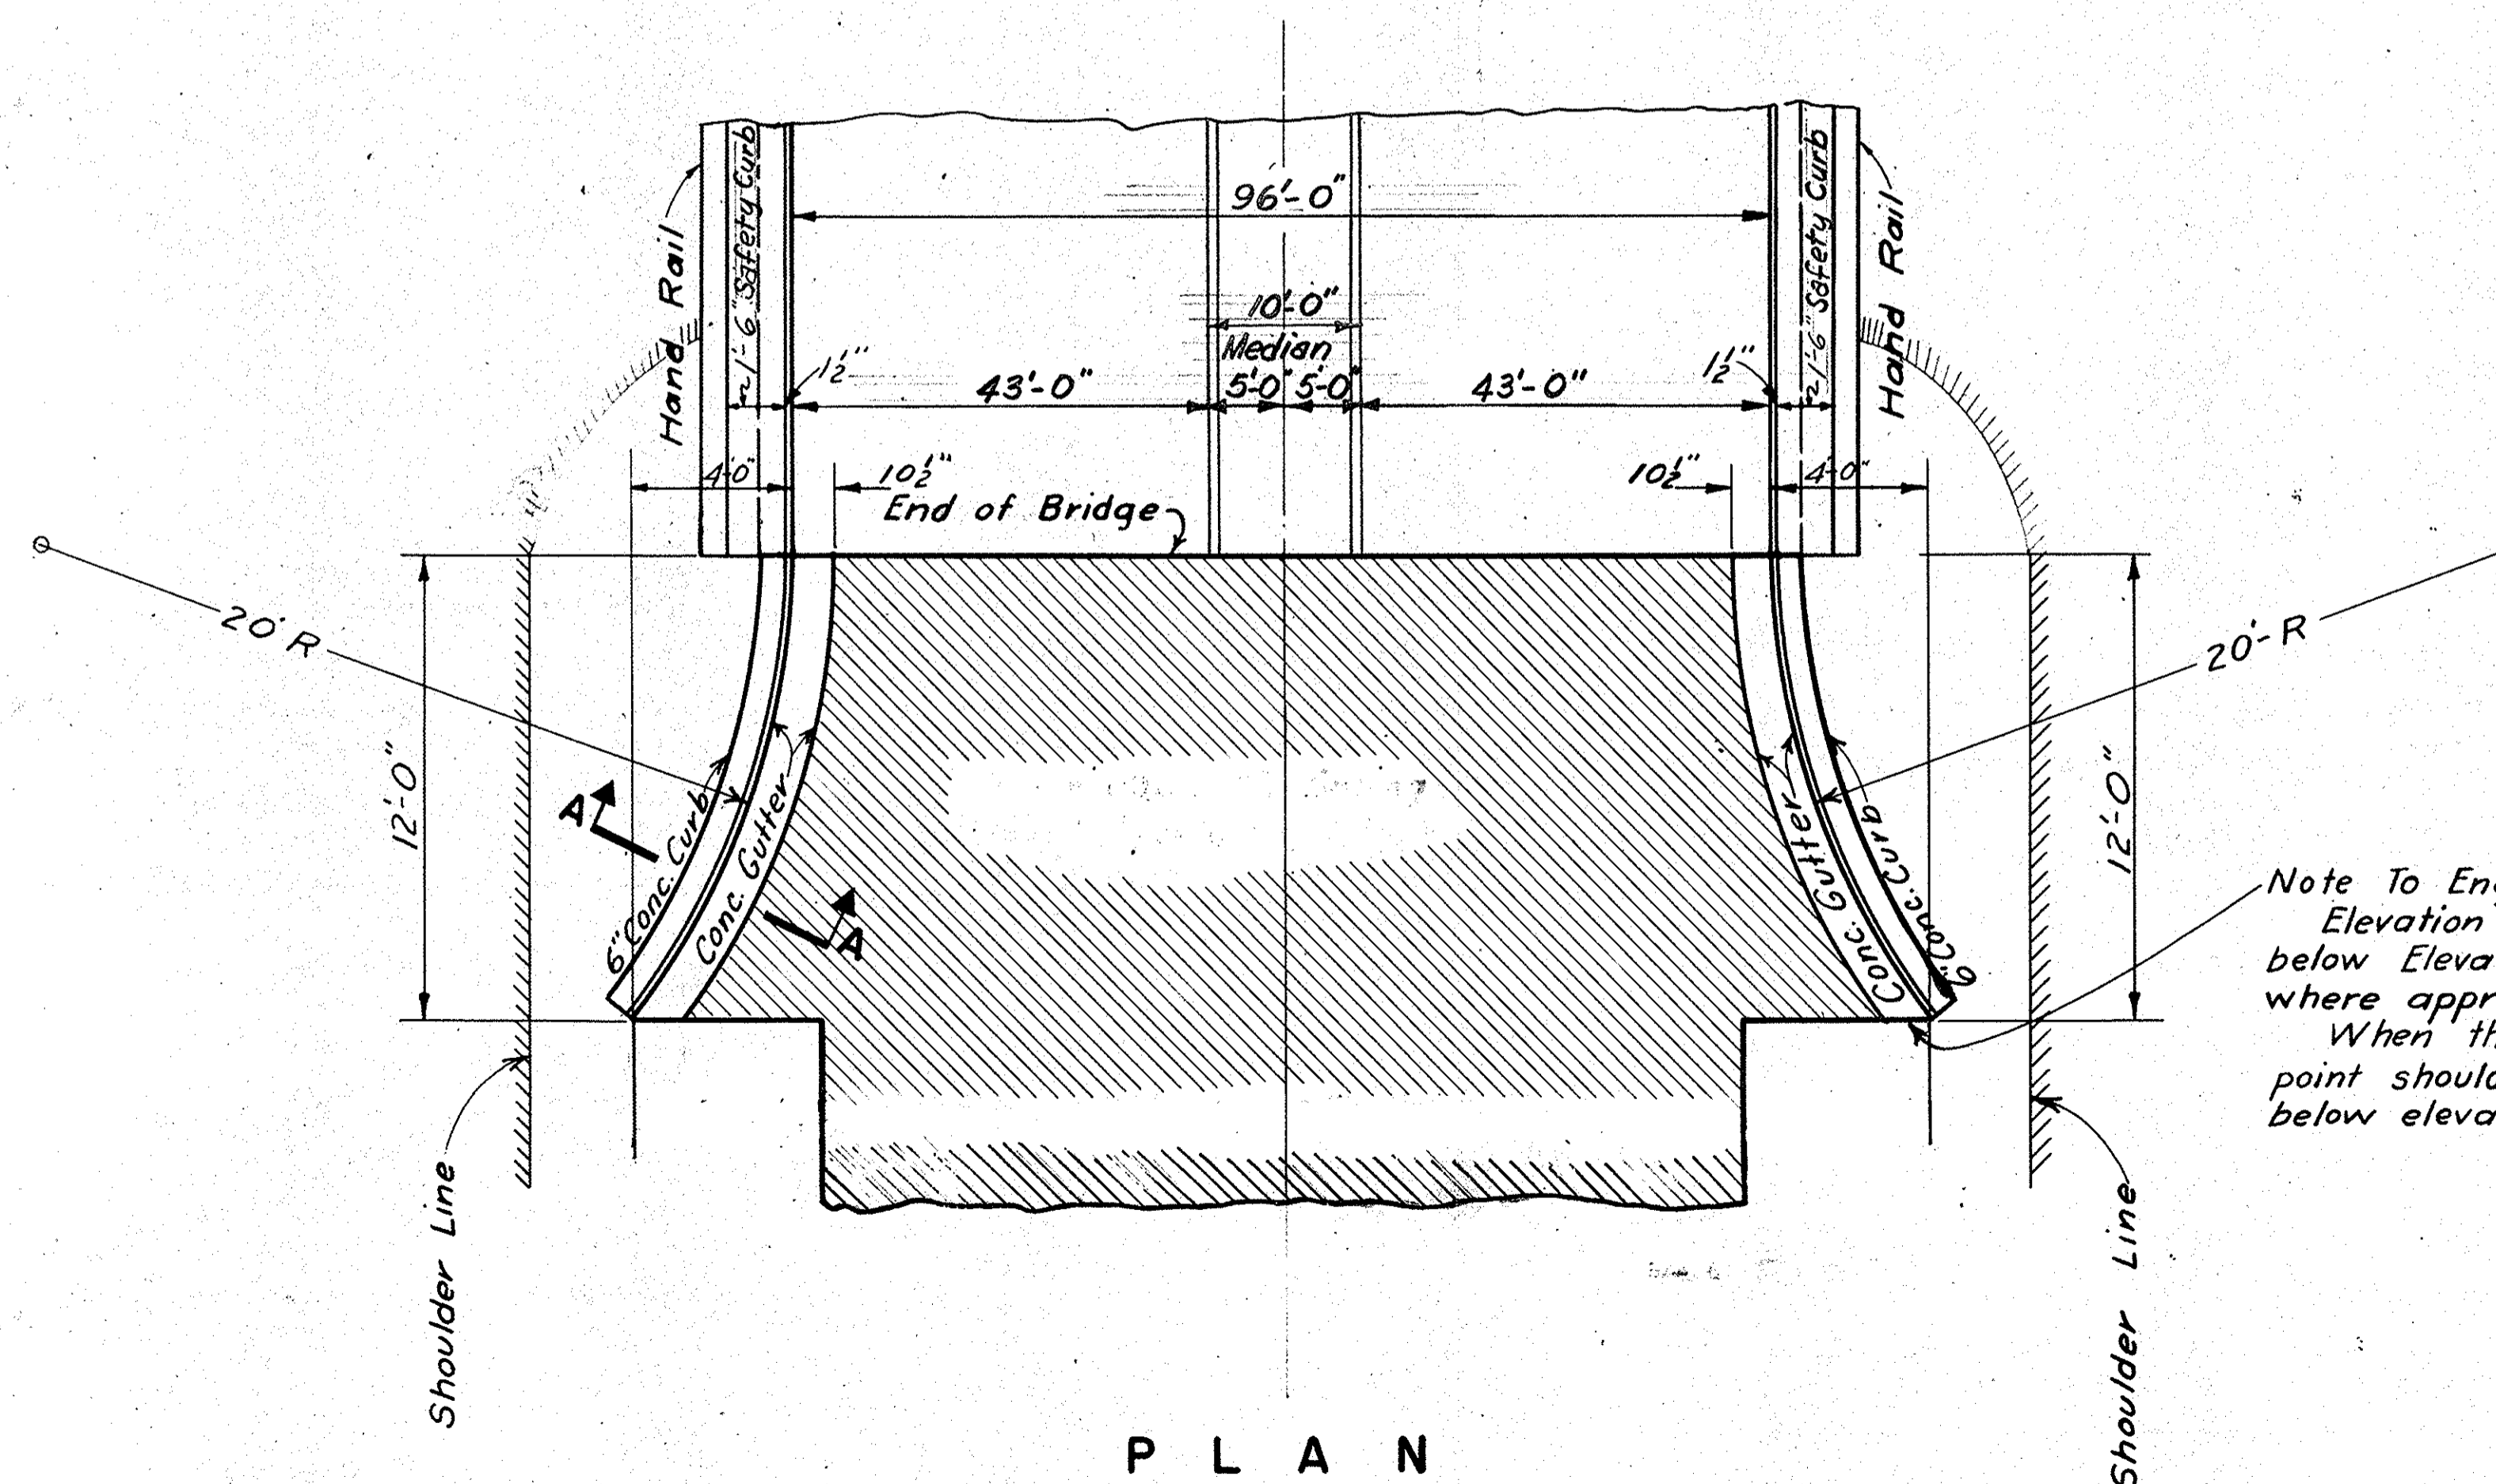 96'-0"
10'-0"
Median
5'-0" 5'-0"
43'-0"
43'-0"
1½"
1½"
1'-6" Safety Curb
1'-6" Safety Curb
Hand Rail
Hand Rail
4'-0"
10½"
10½"
4'-0"
End of Bridge
20' R
20'-R
12'-0"
12'-0"
A
A
6" Conc. Curb
Conc. Gutter
Conc. Gutter
6" Conc. Curb
Note To En
Elevation
below Eleva
where appr
When th
point should
below eleva
Shoulder Line
Shoulder Line
PLAN